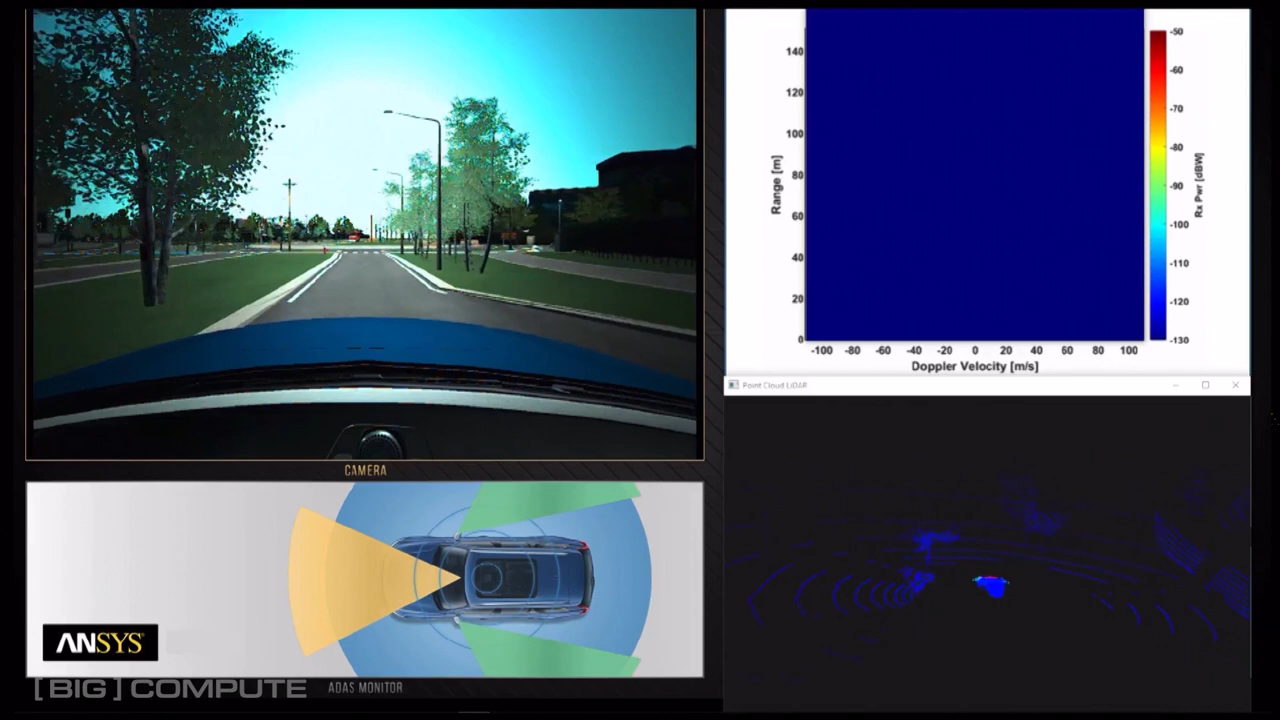 CAMERA
ANSYS
[BIG]COMPUTE
ADAS MONITOR
140
120
100
80
60
40
20
0
Range [m]
-100 -80 -60 -40 -20 0 20 40 60 80 100
Doppler Velocity [m/s]
-50
-60
-70
-80
-90
-100
-110
-120
-130
Rx Pwr [dBW]
Point Cloud LiDAR